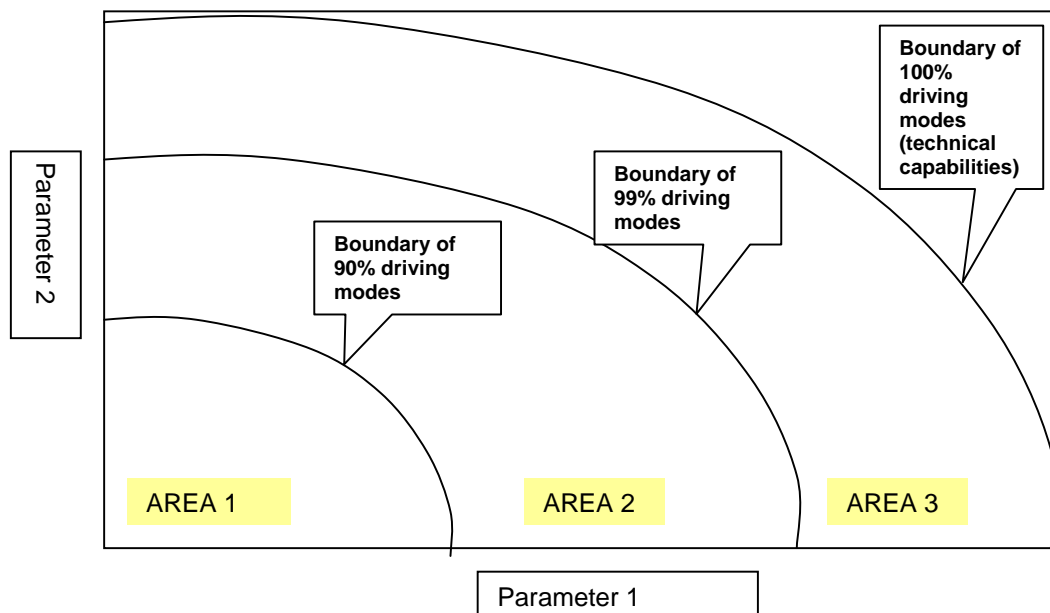 Boundary of
100%
driving
modes
(technical
capabilities)
Boundary of
99% driving
modes
Boundary of
90% driving
modes
Parameter 2
AREA 1
AREA 2
AREA 3
Parameter 1